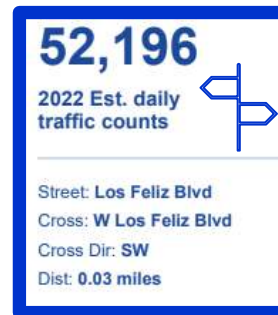 52,196
2022 Est. daily
traffic counts
Street: Los Feliz Blvd
Cross: W Los Feliz Blvd
Cross Dir: SW
Dist: 0.03 miles